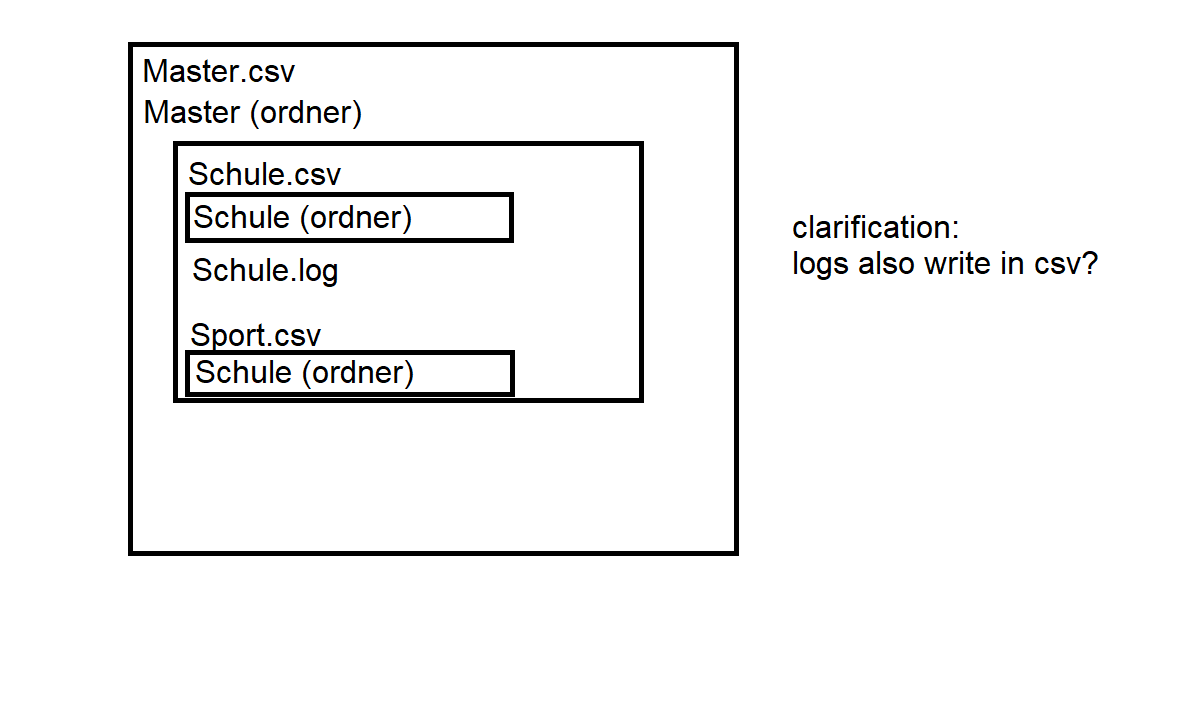 Master.csv
Master (ordner)
Schule.csv
Schule (ordner)
Schule.log
Sport.csv
Schule (ordner)
clarification:
logs also write in csv?